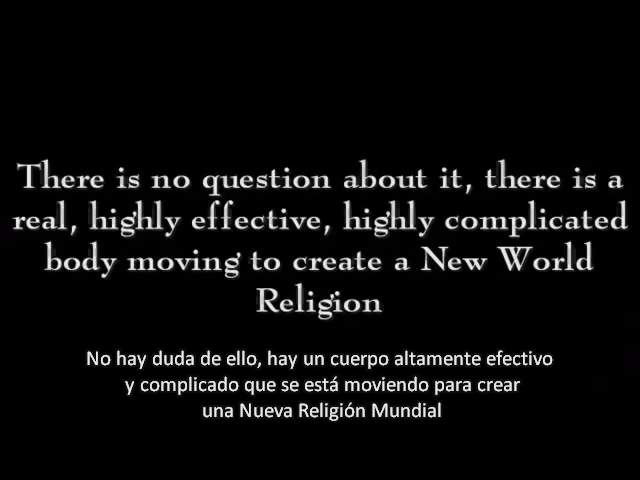 There is no question about it, there is a
real, highly effective, highly complicated
body moving to create a New World
Religion
No hay duda de ello, hay un cuerpo altamente efectivo
y complicado que se está moviendo para crear
una Nueva Religión Mundial